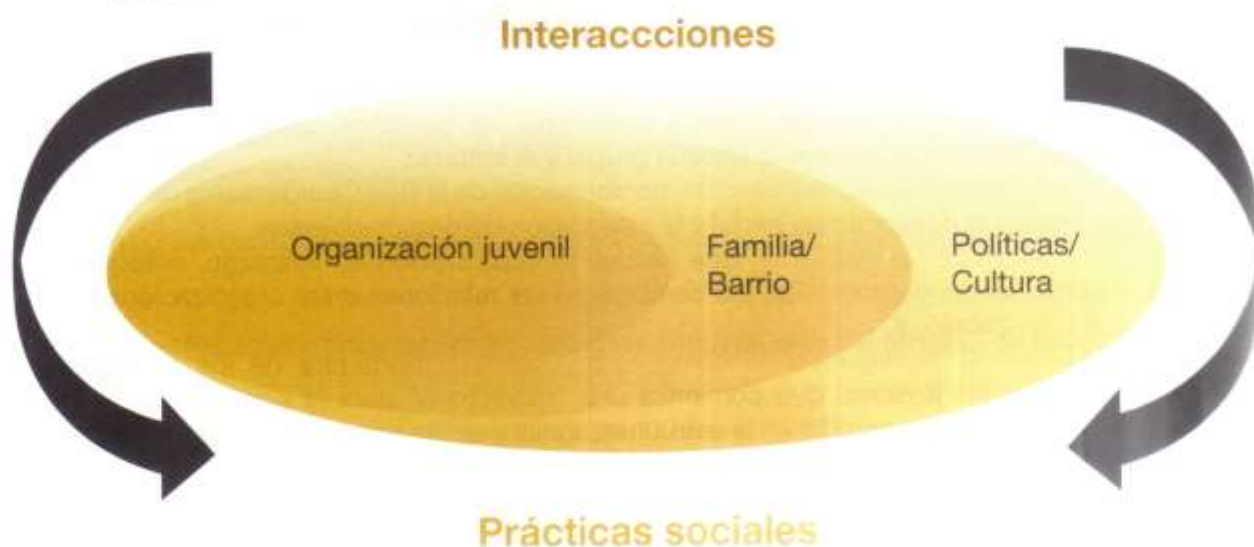 Interaccciones
Organización juvenil
Familia/
Barrio
Políticas/
Cultura
Prácticas sociales